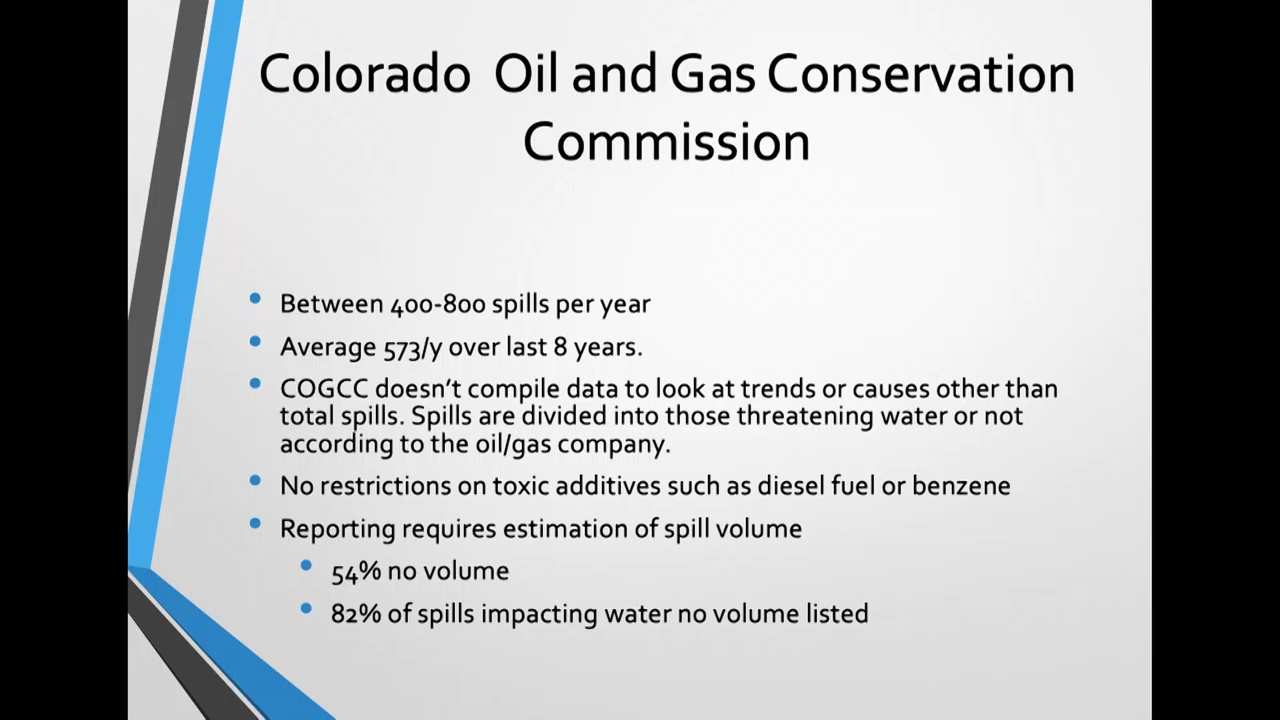 Colorado  Oil and Gas Conservation
Commission
• Between 400-800 spills per year
• Average 573/y over last 8 years.
• COGCC doesn’t compile data to look at trends or causes other than
total spills. Spills are divided into those threatening water or not
according to the oil/gas company.
• No restrictions on toxic additives such as diesel fuel or benzene
• Reporting requires estimation of spill volume
• 54% no volume
• 82% of spills impacting water no volume listed